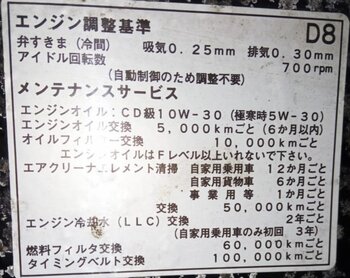 エンジン調整基準 D8
弁すきま（冷間） 吸気0.25mm 排気0.30mm
アイドル回転数 700rpm
（自動制御のため調整不要）
メンテナンスサービス
エンジンオイル：CD級10W-30（極寒時5W-30）
エンジンオイル交換 5,000kmごと（6か月以内）
オイルフィルター交換 10,000kmごと
エンジンオイルはFレベル以上いれないで下さい。
エアクリーナエレメント清掃 自家用乗用車 12か月ごと
自家用貨物車 6か月ごと
事業用等 1か月ごと
交換 50,000kmごと
エンジン冷却水（LLC）交換 2年ごと
（自家用乗用車のみ初回 3年）
燃料フィルタ交換 60,000kmごと
タイミングベルト交換 100,000kmごと